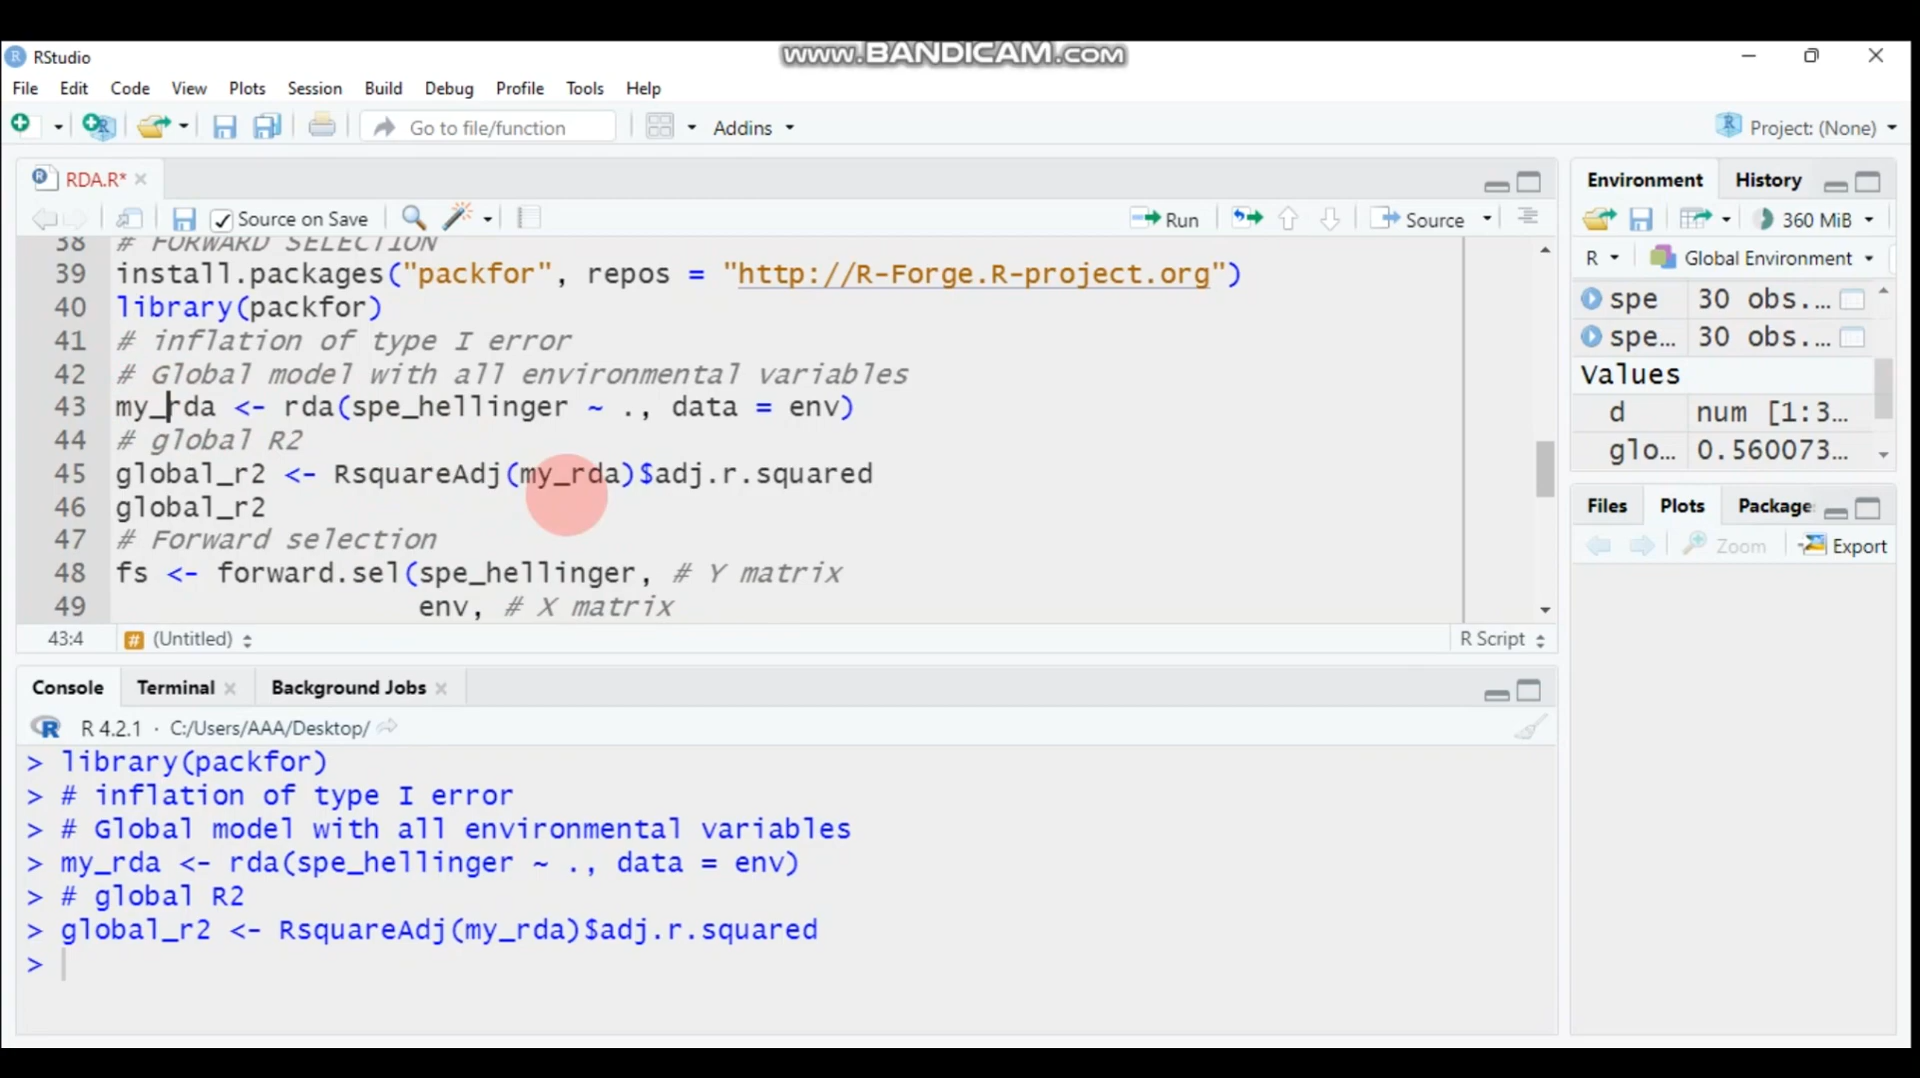 www.BANDICAM.com
RStudio
File Edit Code View Plots Session Build Debug Profile Tools Help
Go to file/function Addins Project: (None)
RDA.R*
Source on Save Run Source
38 # FORWARD SELECTION
39 install.packages("packfor", repos = "http://R-Forge.R-project.org")
40 library(packfor)
41 # inflation of type I error
42 # Global model with all environmental variables
43 my_rda <- rda(spe_hellinger ~ ., data = env)
44 # global R2
45 global_r2 <- RsquareAdj(my_rda)$adj.r.squared
46 global_r2
47 # Forward selection
48 fs <- forward.sel(spe_hellinger, # Y matrix
49 env, # X matrix
43:4 # (Untitled) R Script
Console Terminal Background Jobs
R 4.2.1 · C:/Users/AAA/Desktop/
> library(packfor)
> # inflation of type I error
> # Global model with all environmental variables
> my_rda <- rda(spe_hellinger ~ ., data = env)
> # global R2
> global_r2 <- RsquareAdj(my_rda)$adj.r.squared
>
Environment History
360 MiB
R Global Environment
spe 30 obs....
spe... 30 obs....
Values
d num [1:3...
glo... 0.560073...
Files Plots Package
Zoom Export